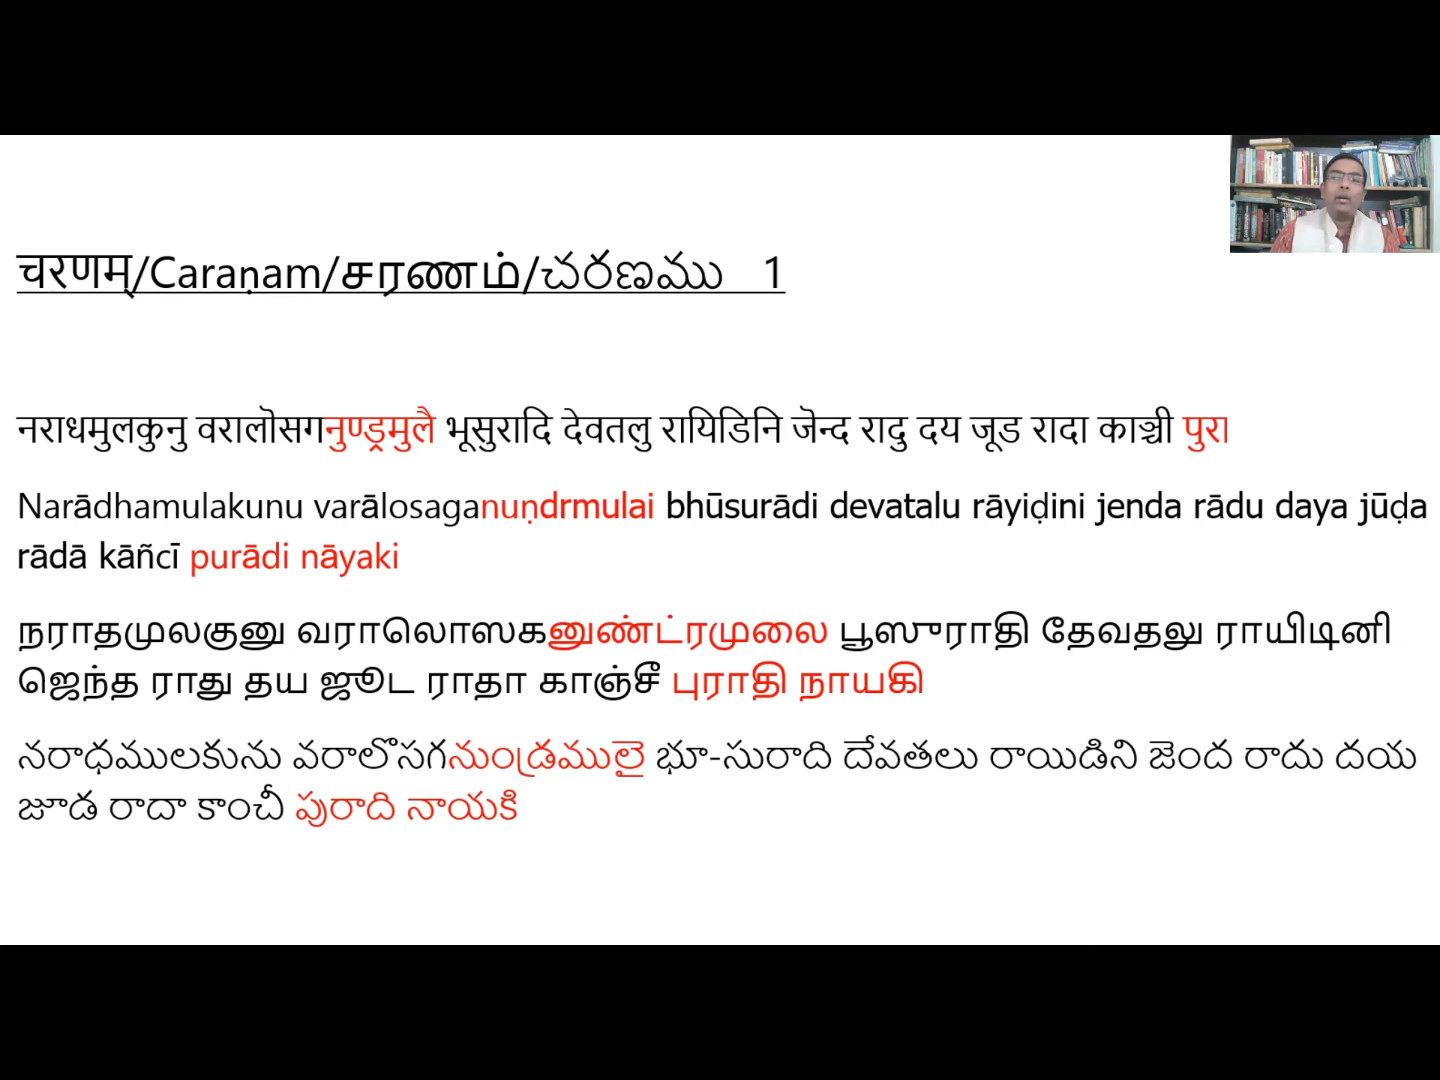 चरणम्/Caraṇam/சரணம்/చరణము 1
नराधमुलकुनु वरालॊसगनुण्ड्रमुलै भूसुरादि देवतलु रायिडिनि जॆन्द रादु दय जूड रादा काञ्ची पुरा
Narādhamulakunu varālosaganuṇdrmulai bhūsurādi devatalu rāyiḍini jenda rādu daya jūḍa
rādā kāñcī purādi nāyaki
நராதமுலகுனு வராலொஸகனுண்ட்ரமுலை பூஸுராதி தேவதலு ராயிடினி
ஜெந்த ராது தய ஜூட ராதா காஞ்சீ புராதி நாயகி
నరాధములకును వరాలొసగనుండ్రములై భూ-సురాది దేవతలు రాయిడిని జెంద రాదు దయ
జూడ రాదా కాంచీ పురాది నాయకి